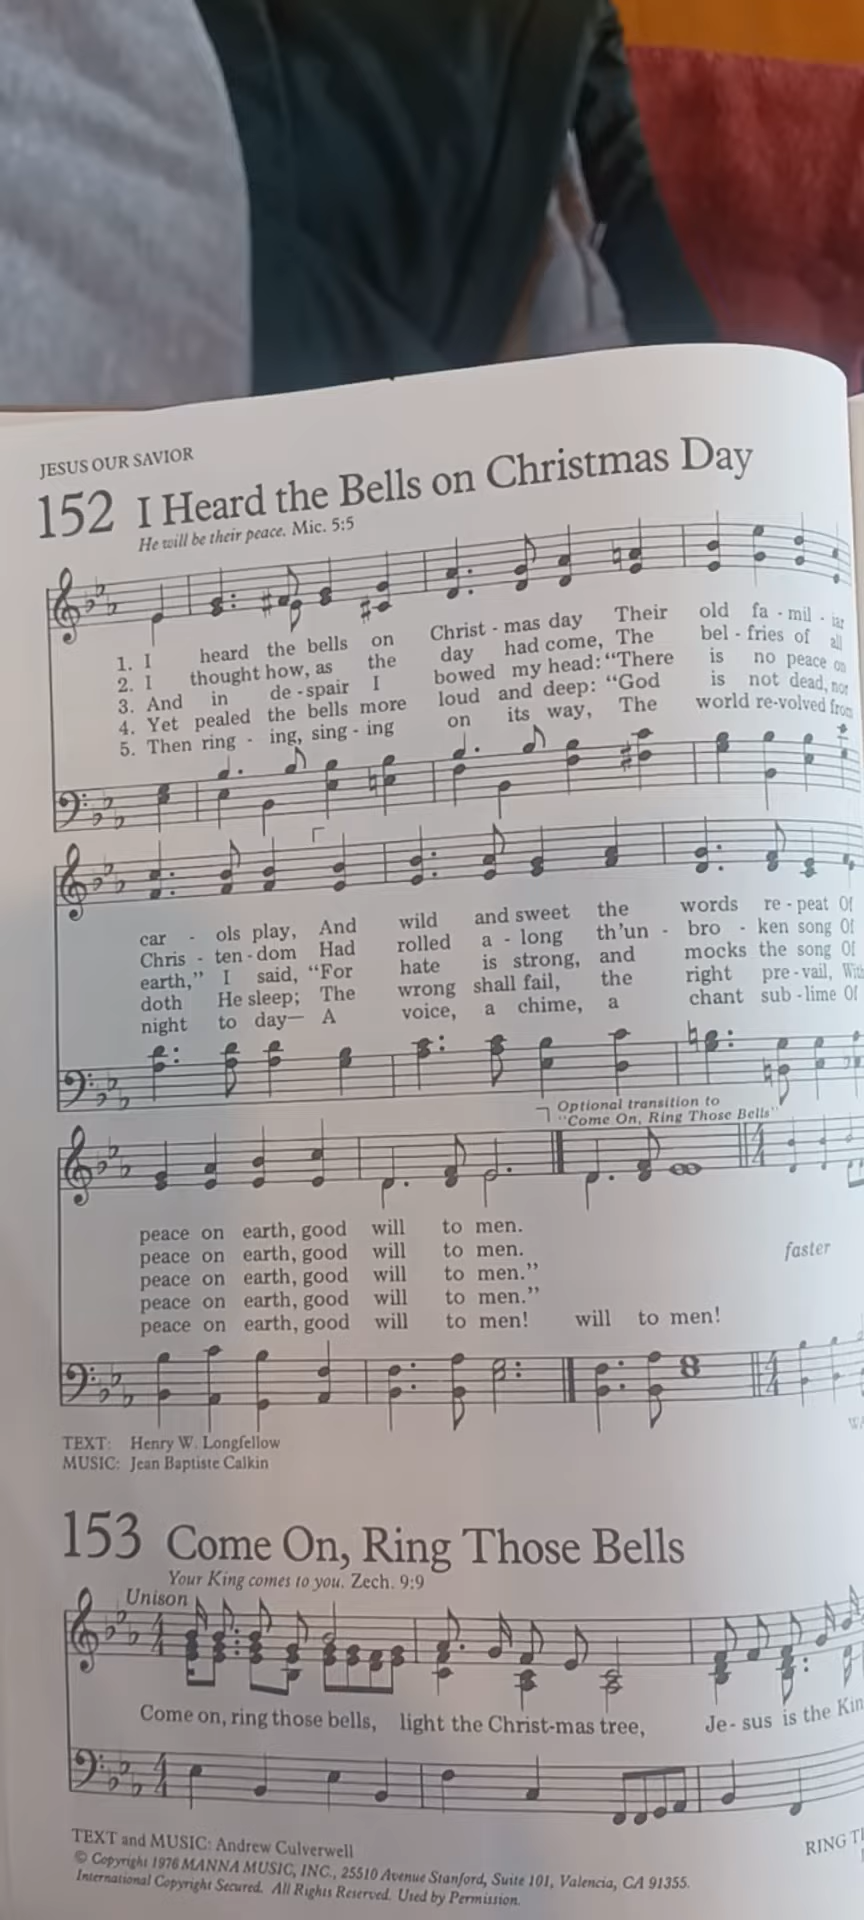 JESUS OUR SAVIOR
152 I Heard the Bells on Christmas Day
He will be their peace. Mic. 5:5
1. I heard the bells on Christ - mas day Their old fa - mil - iar
2. I thought how, as the day had come, The bel - fries of all
3. And in de - spair I bowed my head: “There is no peace on
4. Yet pealed the bells more loud and deep: “God is not dead, nor
5. Then ring - ing, sing - ing on its way, The world re-volved from
car - ols play, And wild and sweet the words re - peat Of
Chris - ten - dom Had rolled a - long th'un - bro - ken song Of
earth,” I said, “For hate is strong, and mocks the song Of
doth He sleep; The wrong shall fail, the right pre - vail, With
night to day— A voice, a chime, a chant sub - lime Of
Optional transition to
“Come On, Ring Those Bells”
peace on earth, good will to men.
peace on earth, good will to men.
peace on earth, good will to men.”
peace on earth, good will to men.”
peace on earth, good will to men! will to men!
faster
TEXT: Henry W. Longfellow
MUSIC: Jean Baptiste Calkin
153 Come On, Ring Those Bells
Your King comes to you. Zech. 9:9
Unison
Come on, ring those bells, light the Christ-mas tree, Je - sus is the
TEXT and MUSIC: Andrew Culverwell
RING
© Copyright 1976 MANNA MUSIC, INC., 25510 Avenue Stanford, Suite 101, Valencia, CA 91355.
International Copyright Secured. All Rights Reserved. Used by Permission.